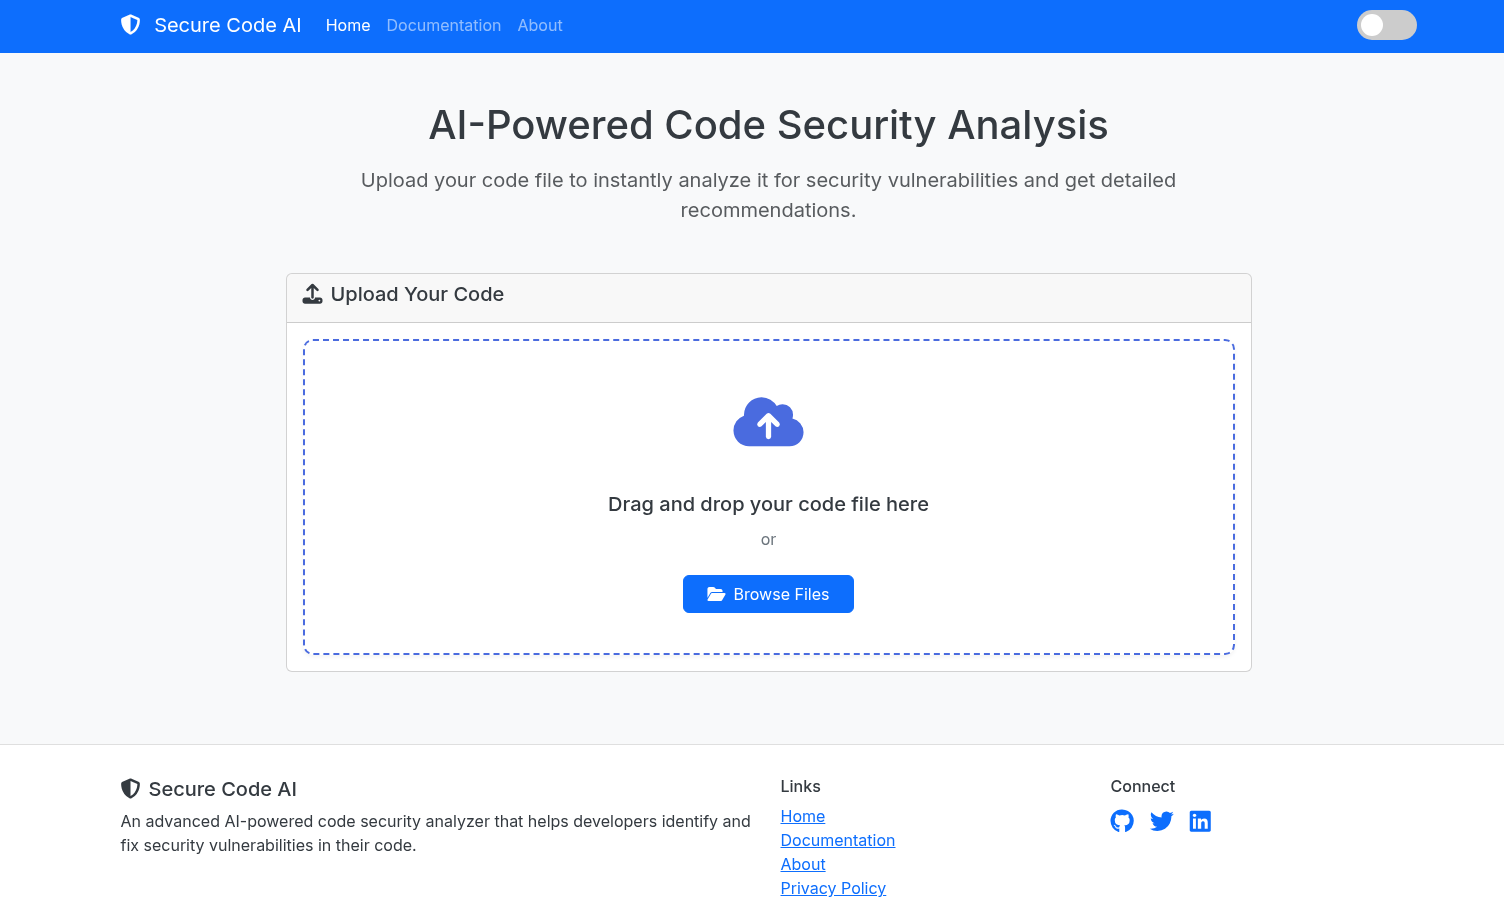 Secure Code AI Home Documentation About
AI-Powered Code Security Analysis
Upload your code file to instantly analyze it for security vulnerabilities and get detailed
recommendations.
Upload Your Code
Drag and drop your code file here
or
Browse Files
Secure Code AI
An advanced AI-powered code security analyzer that helps developers identify and
fix security vulnerabilities in their code.
Links
Home
Documentation
About
Privacy Policy
Connect